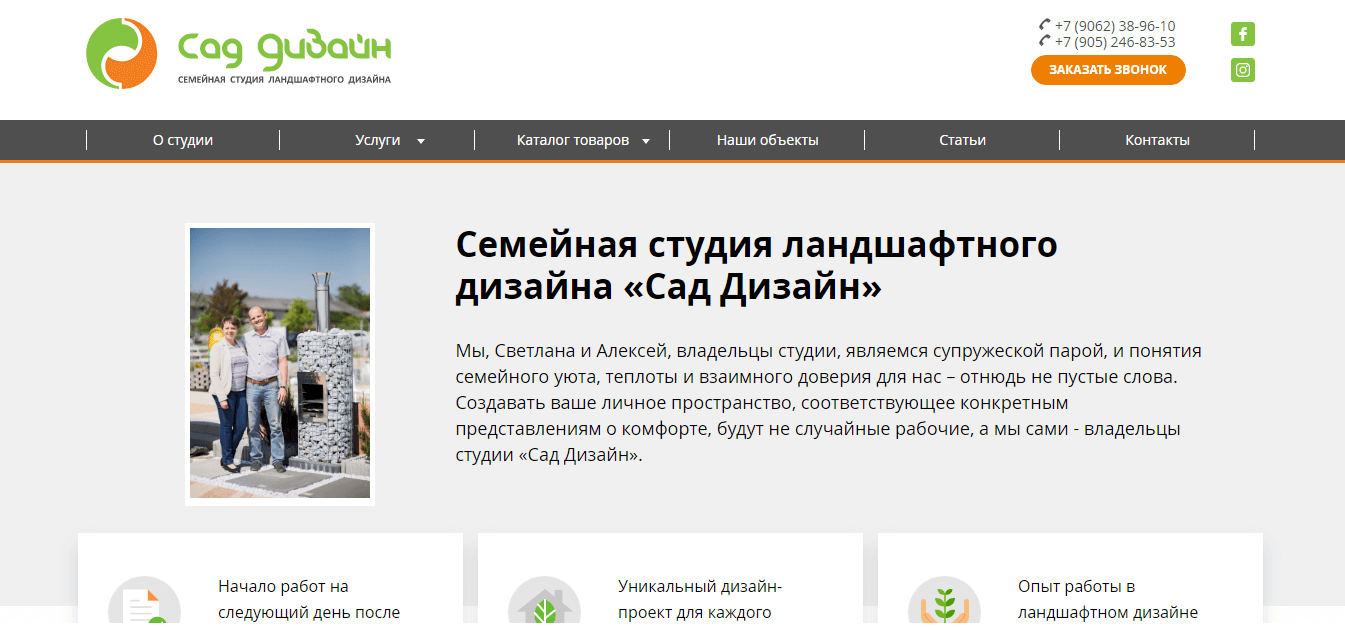 Сад Дизайн
СЕМЕЙНАЯ СТУДИЯ ЛАНДШАФТНОГО ДИЗАЙНА
+7 (9062) 38-96-10
+7 (905) 246-83-53
ЗАКАЗАТЬ ЗВОНОК
О студии
Услуги
Каталог товаров
Наши объекты
Статьи
Контакты
Семейная студия ландшафтного
дизайна «Сад Дизайн»
Мы, Светлана и Алексей, владельцы студии, являемся супружеской парой, и понятия
семейного уюта, теплоты и взаимного доверия для нас – отнюдь не пустые слова.
Создавать ваше личное пространство, соответствующее конкретным
представлениям о комфорте, будут не случайные рабочие, а мы сами - владельцы
студии «Сад Дизайн».
Начало работ на
следующий день после
Уникальный дизайн-
проект для каждого
Опыт работы в
ландшафтном дизайне